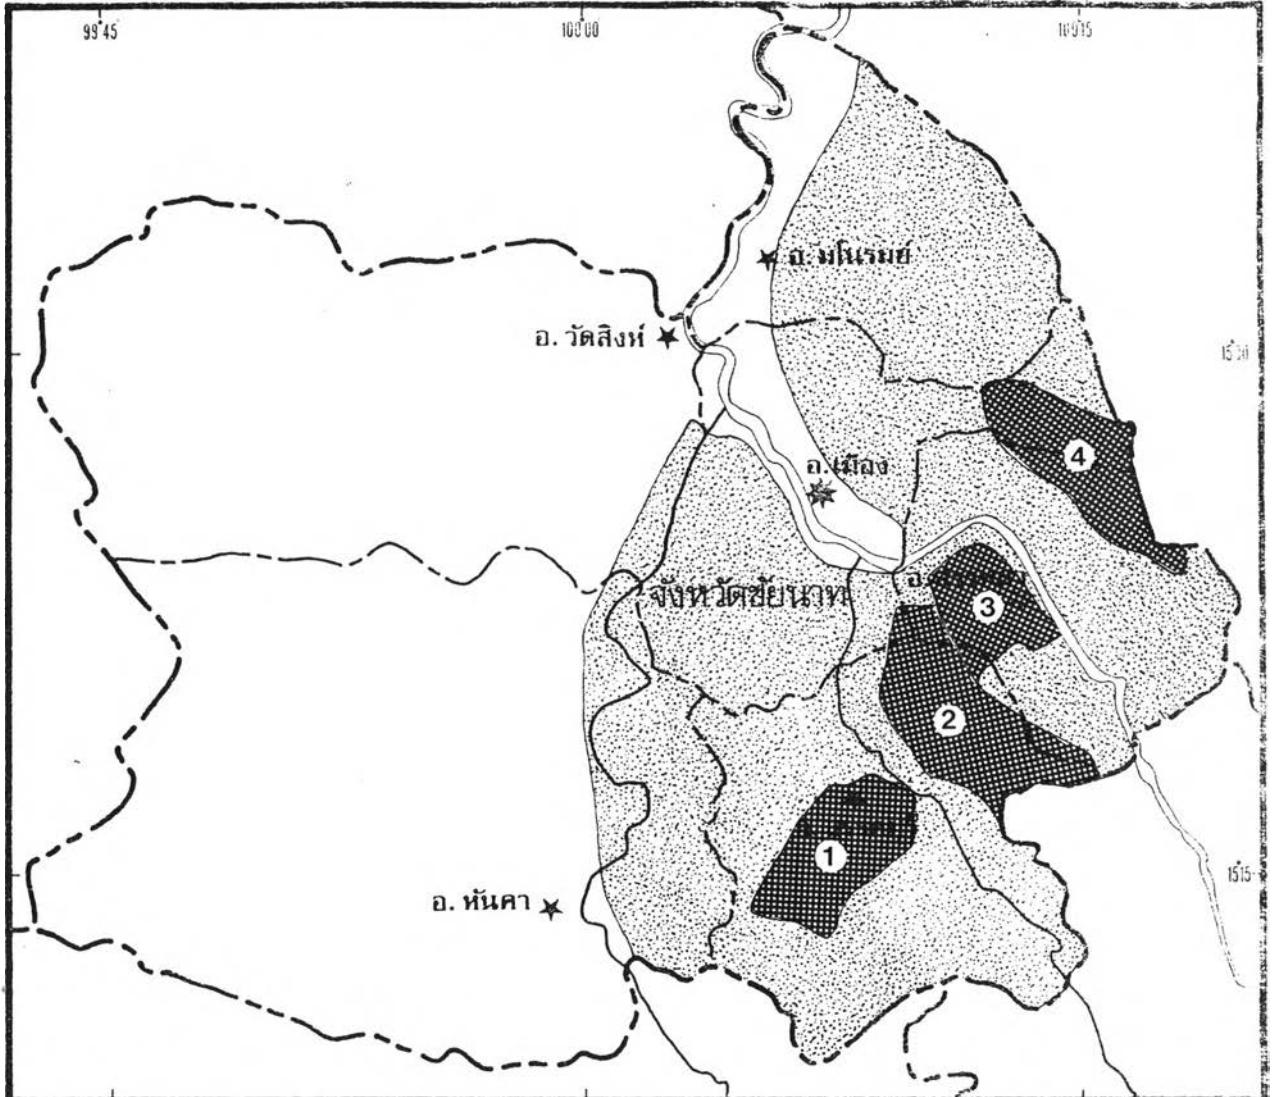 99°45
100°00
อ. มโนรมย์
อ. วัดสิงห์
อ. เมือง
4
จังหวัดชัยนาท
3
2
1
15°15
อ. หันคา